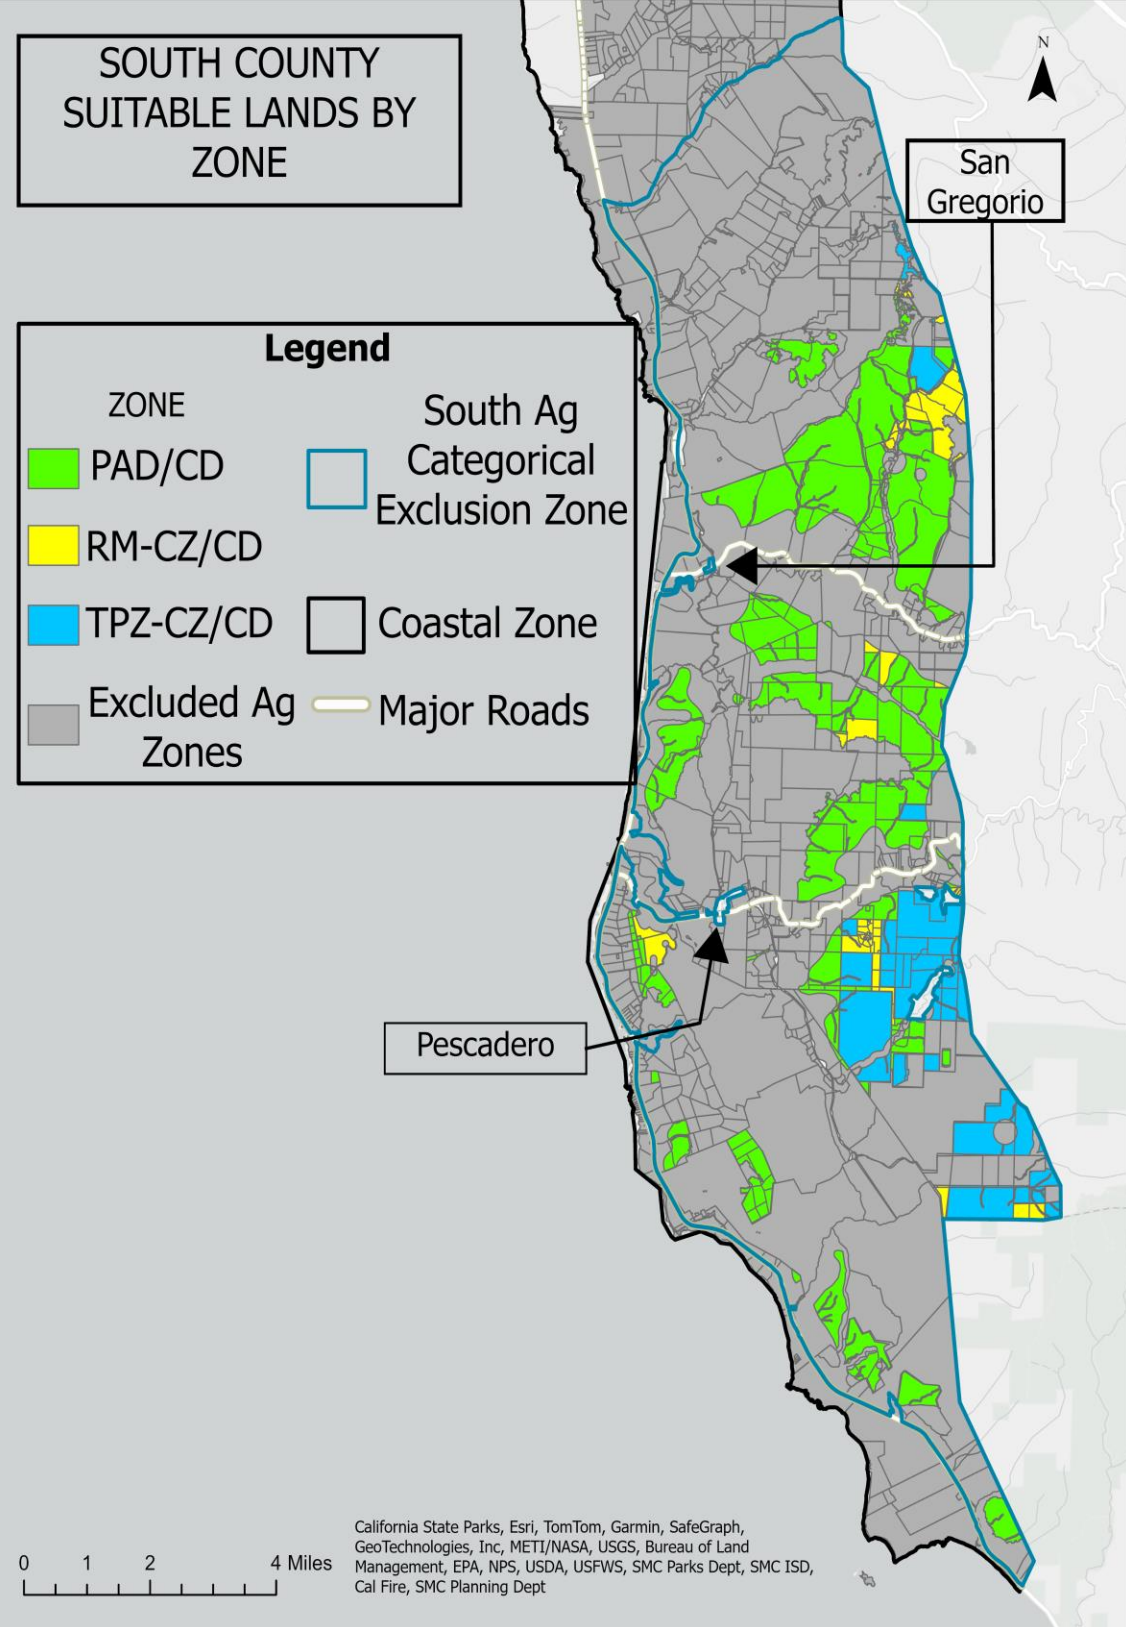 SOUTH COUNTY
SUITABLE LANDS BY
ZONE
N
San
Gregorio
Legend
ZONE
PAD/CD
RM-CZ/CD
TPZ-CZ/CD
Excluded Ag
Zones
South Ag
Categorical
Exclusion Zone
Coastal Zone
Major Roads
Pescadero
0 1 2 4 Miles
California State Parks, Esri, TomTom, Garmin, SafeGraph,
GeoTechnologies, Inc, METI/NASA, USGS, Bureau of Land
Management, EPA, NPS, USDA, USFWS, SMC Parks Dept, SMC ISD,
Cal Fire, SMC Planning Dept